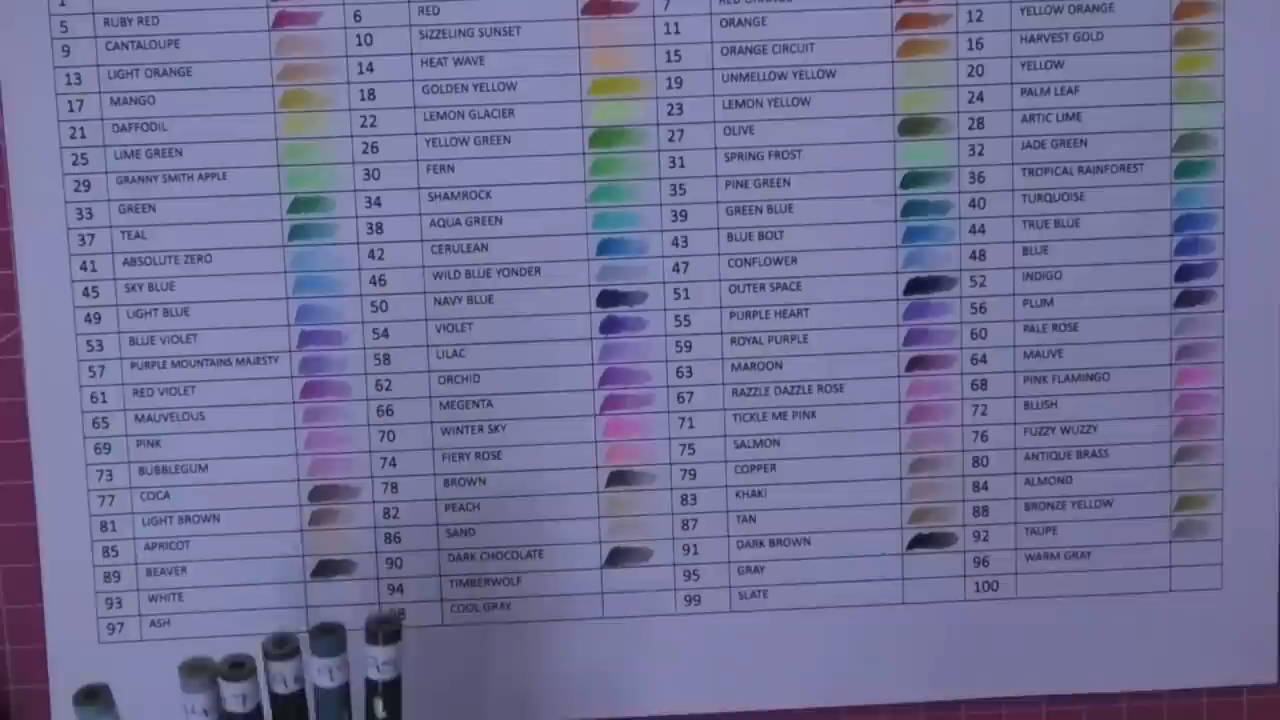 5 RUBY RED 6 RED 7 RED ORANGE
9 CANTALOUPE 10 SIZZELING SUNSET 11 ORANGE 12 YELLOW ORANGE
13 LIGHT ORANGE 14 HEAT WAVE 15 ORANGE CIRCUIT 16 HARVEST GOLD
17 MANGO 18 GOLDEN YELLOW 19 UNMELLOW YELLOW 20 YELLOW
21 DAFFODIL 22 LEMON GLACIER 23 LEMON YELLOW 24 PALM LEAF
25 LIME GREEN 26 YELLOW GREEN 27 OLIVE 28 ARTIC LIME
29 GRANNY SMITH APPLE 30 FERN 31 SPRING FROST 32 JADE GREEN
33 GREEN 34 SHAMROCK 35 PINE GREEN 36 TROPICAL RAINFOREST
37 TEAL 38 AQUA GREEN 39 GREEN BLUE 40 TURQUOISE
41 ABSOLUTE ZERO 42 CERULEAN 43 BLUE BOLT 44 TRUE BLUE
45 SKY BLUE 46 WILD BLUE YONDER 47 CONFLOWER 48 BLUE
49 LIGHT BLUE 50 NAVY BLUE 51 OUTER SPACE 52 INDIGO
53 BLUE VIOLET 54 VIOLET 55 PURPLE HEART 56 PLUM
57 PURPLE MOUNTAINS MAJESTY 58 LILAC 59 ROYAL PURPLE 60 PALE ROSE
61 RED VIOLET 62 ORCHID 63 MAROON 64 MAUVE
65 MAUVELOUS 66 MEGENTA 67 RAZZLE DAZZLE ROSE 68 PINK FLAMINGO
69 PINK 70 WINTER SKY 71 TICKLE ME PINK 72 BLUSH
73 BUBBLEGUM 74 FIERY ROSE 75 SALMON 76 FUZZY WUZZY
77 COCA 78 BROWN 79 COPPER 80 ANTIQUE BRASS
81 LIGHT BROWN 82 PEACH 83 KHAKI 84 ALMOND
85 APRICOT 86 SAND 87 TAN 88 BRONZE YELLOW
89 BEAVER 90 DARK CHOCOLATE 91 DARK BROWN 92 TAUPE
93 WHITE 94 TIMBERWOLF 95 GRAY 96 WARM GRAY
97 ASH 98 COOL GRAY 99 SLATE 100